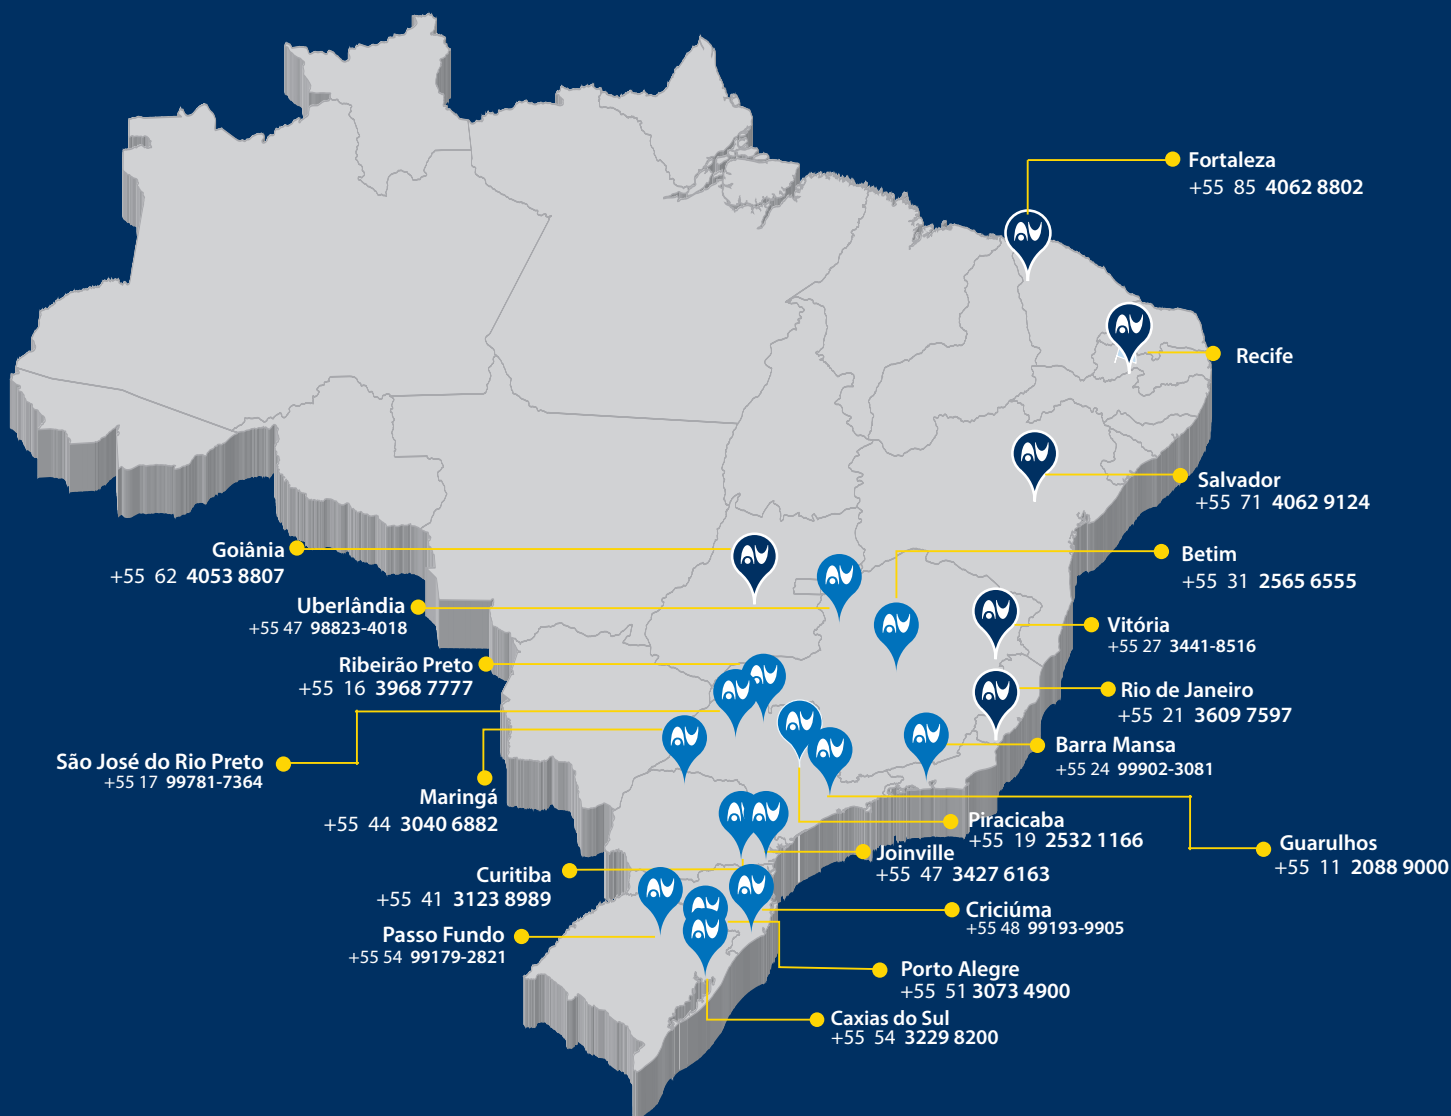 Fortaleza
+55 85 4062 8802
Recife
Salvador
+55 71 4062 9124
Goiânia
+55 62 4053 8807
Betim
+55 31 2565 6555
Uberlândia
+55 47 98823-4018
Vitória
+55 27 3441-8516
Ribeirão Preto
+55 16 3968 7777
Rio de Janeiro
+55 21 3609 7597
São José do Rio Preto
+55 17 99781-7364
Barra Mansa
+55 24 99902-3081
Maringá
+55 44 3040 6882
Piracicaba
+55 19 2532 1166
Guarulhos
+55 11 2088 9000
Joinville
+55 47 3427 6163
Curitiba
+55 41 3123 8989
Criciúma
+55 48 99193-9905
Passo Fundo
+55 54 99179-2821
Porto Alegre
+55 51 3073 4900
Caxias do Sul
+55 54 3229 8200